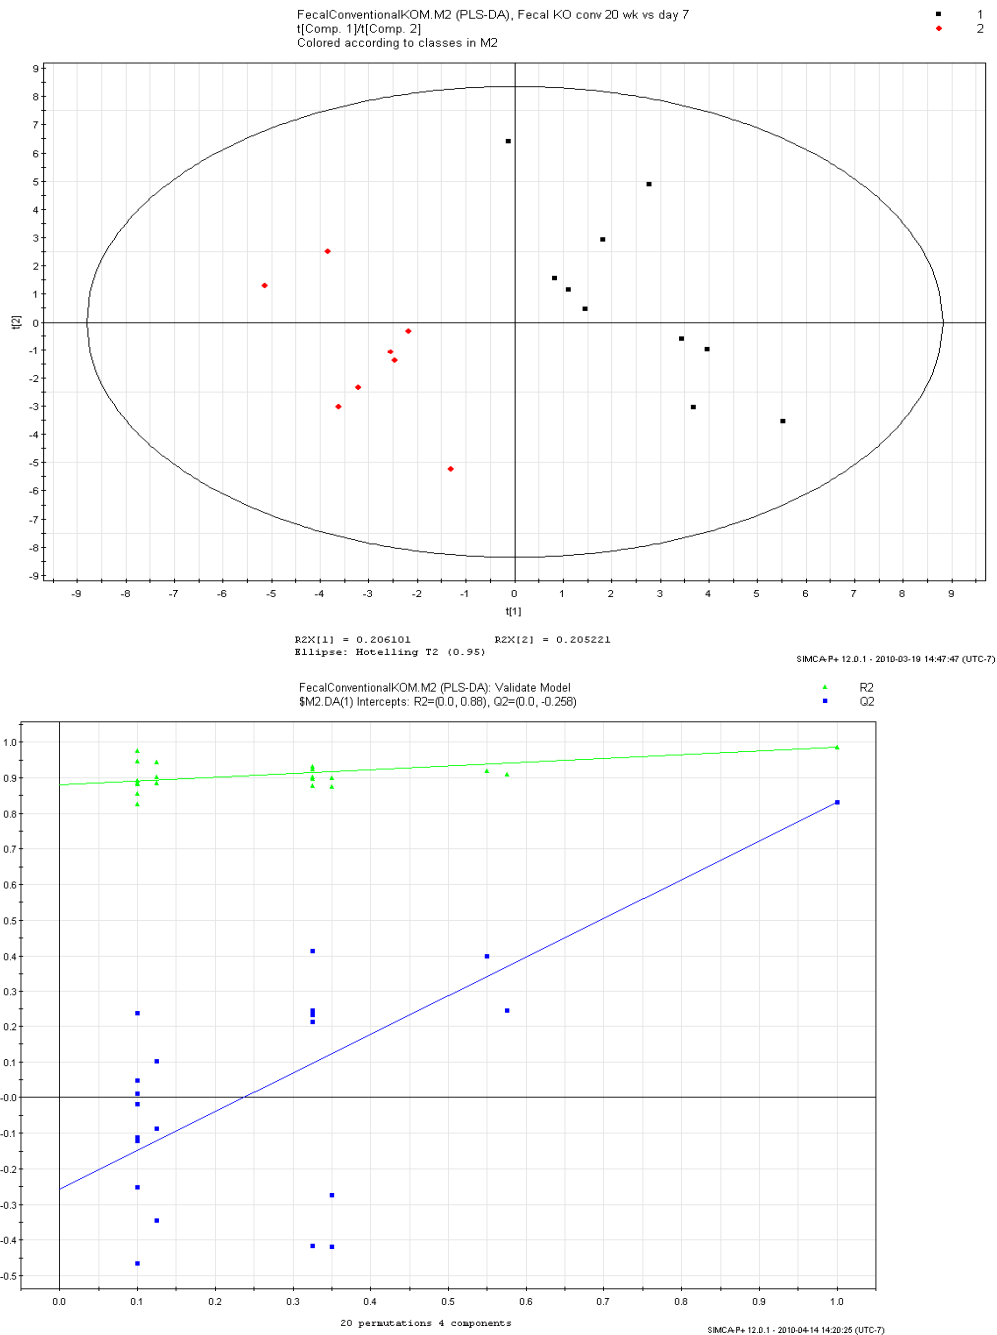 FecalConventionalKOM.M2 (PLS-DA), Fecal KO conv 20 wk vs day 7
t[Comp. 1]/t[Comp. 2]
Colored according to classes in M2
1
2
9
8
7
6
5
4
3
2
1
0
-1
-2
-3
-4
-5
-6
-7
-8
-9
t[2]
-9 -8 -7 -6 -5 -4 -3 -2 -1 0 1 2 3 4 5 6 7 8 9
t[1]
R2X[1] = 0.206101 R2X[2] = 0.205221
Ellipse: Hotelling T2 (0.95)
SIMCA-P+ 12.0.1 - 2010-03-19 14:47:47 (UTC-7)
FecalConventionalKOM.M2 (PLS-DA): Validate Model
$M2.DA(1) Intercepts: R2=(0.0, 0.88), Q2=(0.0, -0.258)
R2
Q2
1.0
0.9
0.8
0.7
0.6
0.5
0.4
0.3
0.2
0.1
-0.0
-0.1
-0.2
-0.3
-0.4
-0.5
0.0 0.1 0.2 0.3 0.4 0.5 0.6 0.7 0.8 0.9 1.0
20 permutations 4 components
SIMCA-P+ 12.0.1 - 2010-04-14 14:20:25 (UTC-7)